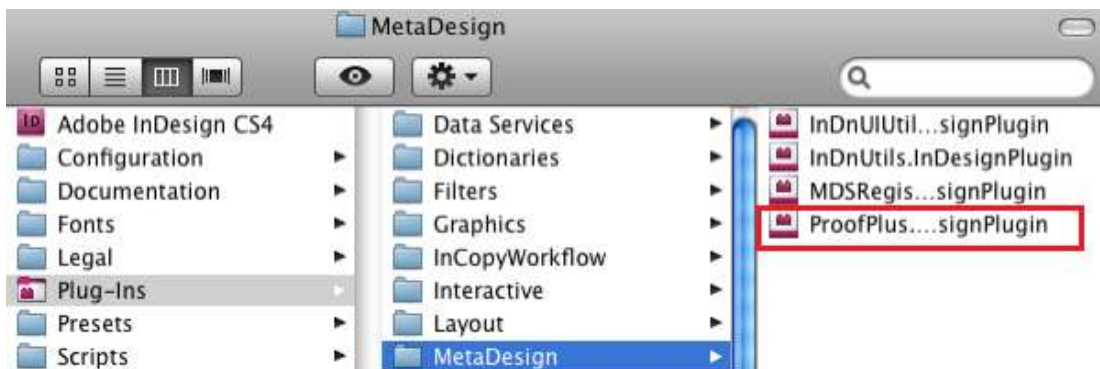 MetaDesign
Adobe InDesign CS4
Configuration
Documentation
Fonts
Legal
Plug-Ins
Presets
Scripts
Data Services
Dictionaries
Filters
Graphics
InCopyWorkflow
Interactive
Layout
MetaDesign
InDnUIUtil...signPlugin
InDnUtils.InDesignPlugin
MDSRegis...signPlugin
ProofPlus....signPlugin